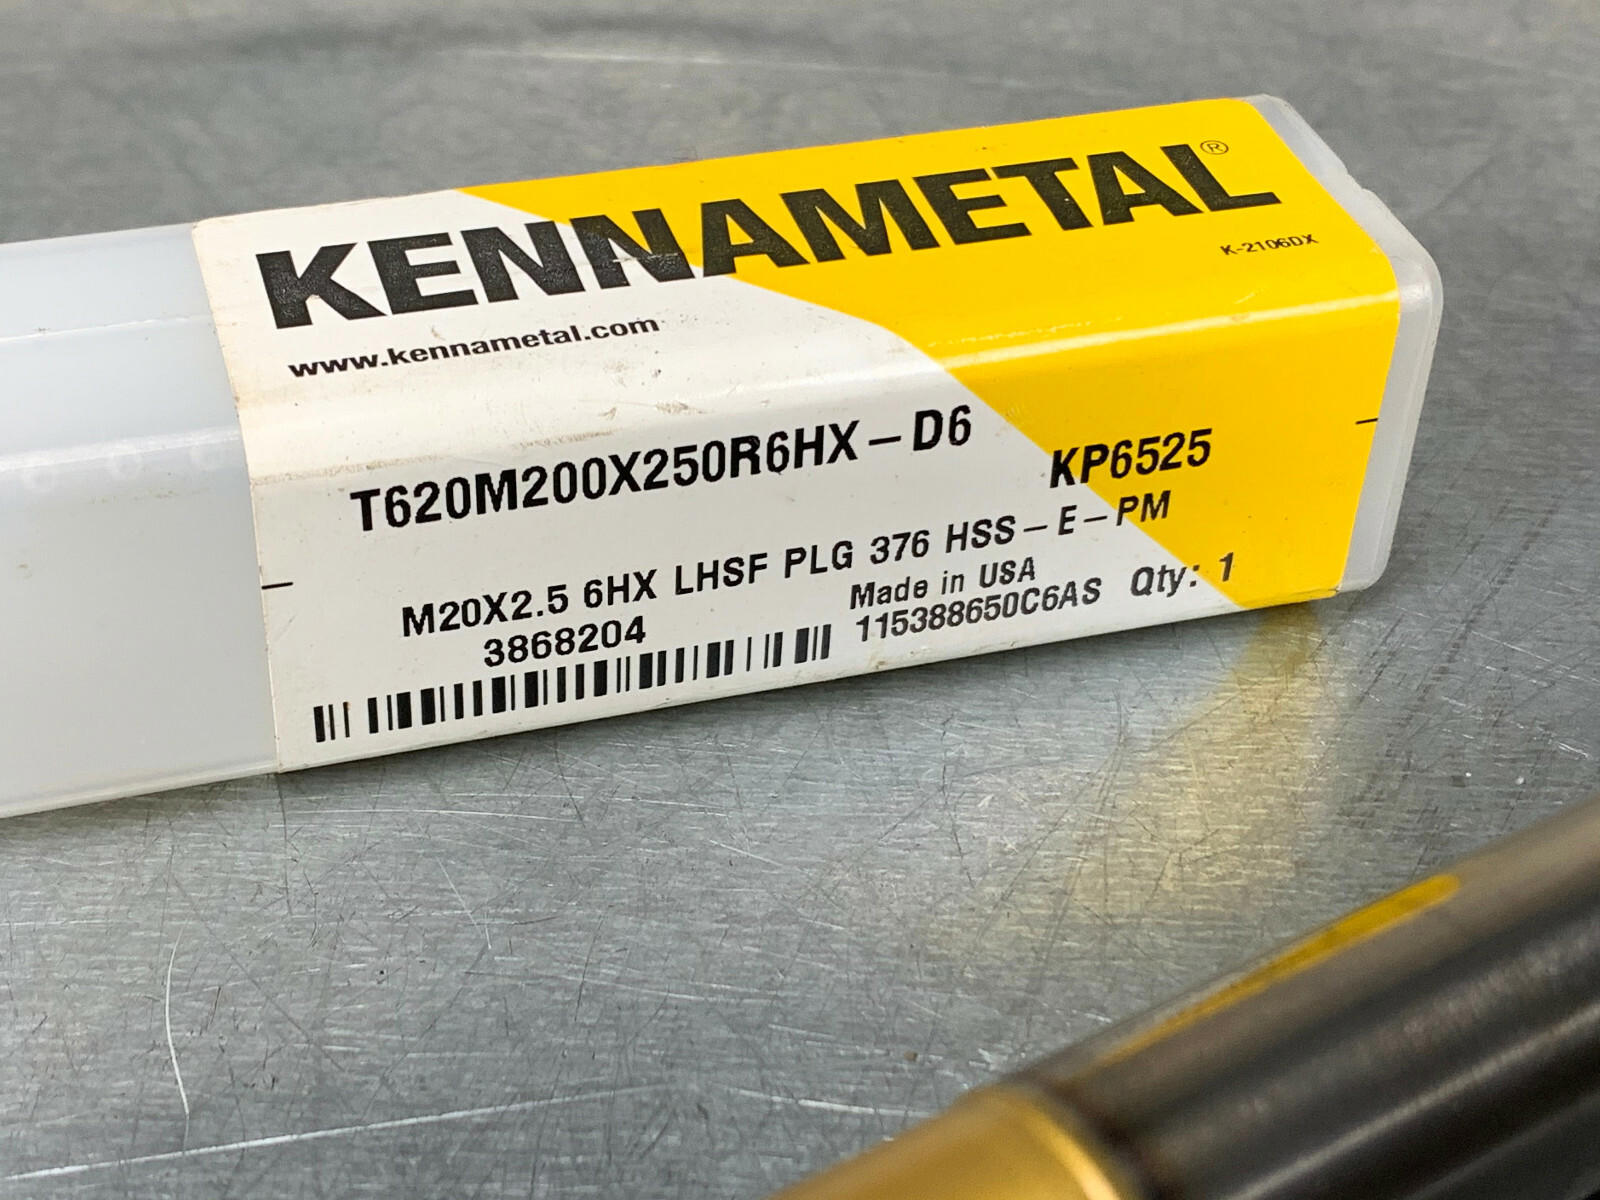 KENNAMETAL®
K-2106DX
www.kennametal.com
T620M200X250R6HX-D6 KP6525
M20X2.5 6HX LHSF PLG 376 HSS-E-PM
3868204 Made in USA
115388650C6AS Qty: 1